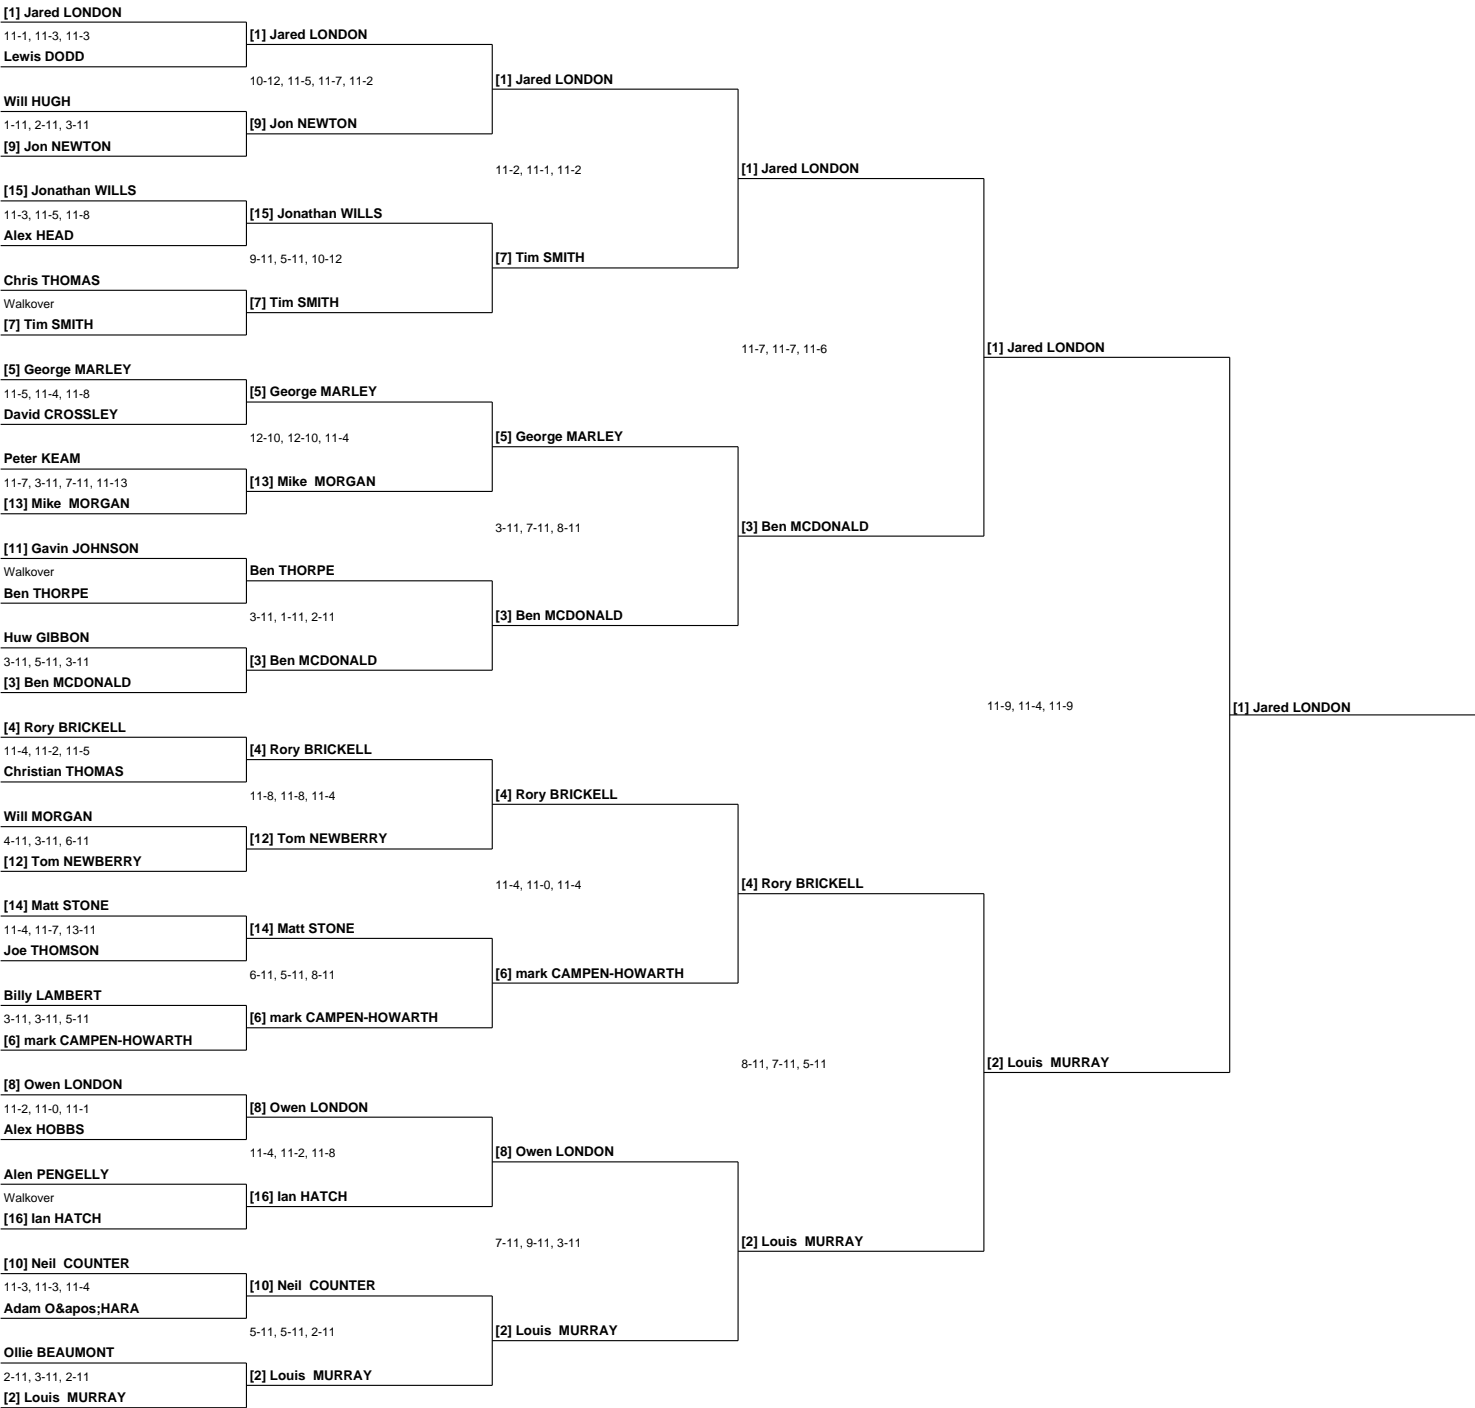 [1] Jared LONDON
11-1, 11-3, 11-3
Lewis DODD
Will HUGH
1-11, 2-11, 3-11
[9] Jon NEWTON
[15] Jonathan WILLS
11-3, 11-5, 11-8
Alex HEAD
Chris THOMAS
Walkover
[7] Tim SMITH
[5] George MARLEY
11-5, 11-4, 11-8
David CROSSLEY
Peter KEAM
11-7, 3-11, 7-11, 11-13
[13] Mike  MORGAN
[11] Gavin JOHNSON
Walkover
Ben THORPE
Huw GIBBON
3-11, 5-11, 3-11
[3] Ben MCDONALD
[4] Rory BRICKELL
11-4, 11-2, 11-5
Christian THOMAS
Will MORGAN
4-11, 3-11, 6-11
[12] Tom NEWBERRY
[14] Matt STONE
11-4, 11-7, 13-11
Joe THOMSON
Billy LAMBERT
3-11, 3-11, 5-11
[6] mark CAMPEN-HOWARTH
[8] Owen LONDON
11-2, 11-0, 11-1
Alex HOBBS
Alen PENGELLY
Walkover
[16] Ian HATCH
[10] Neil  COUNTER
11-3, 11-3, 11-4
Adam O&apos;HARA
Ollie BEAUMONT
2-11, 3-11, 2-11
[2] Louis  MURRAY
[1] Jared LONDON
10-12, 11-5, 11-7, 11-2
[9] Jon NEWTON
[15] Jonathan WILLS
9-11, 5-11, 10-12
[7] Tim SMITH
[5] George MARLEY
12-10, 12-10, 11-4
[13] Mike  MORGAN
Ben THORPE
3-11, 1-11, 2-11
[3] Ben MCDONALD
[4] Rory BRICKELL
11-8, 11-8, 11-4
[12] Tom NEWBERRY
[14] Matt STONE
6-11, 5-11, 8-11
[6] mark CAMPEN-HOWARTH
[8] Owen LONDON
11-4, 11-2, 11-8
[16] Ian HATCH
[10] Neil  COUNTER
5-11, 5-11, 2-11
[2] Louis  MURRAY
[1] Jared LONDON
11-2, 11-1, 11-2
[7] Tim SMITH
[5] George MARLEY
3-11, 7-11, 8-11
[3] Ben MCDONALD
[4] Rory BRICKELL
11-4, 11-0, 11-4
[6] mark CAMPEN-HOWARTH
[8] Owen LONDON
7-11, 9-11, 3-11
[2] Louis  MURRAY
[1] Jared LONDON
11-7, 11-7, 11-6
[3] Ben MCDONALD
[4] Rory BRICKELL
8-11, 7-11, 5-11
[2] Louis  MURRAY
[1] Jared LONDON
11-9, 11-4, 11-9
[2] Louis  MURRAY
[1] Jared LONDON